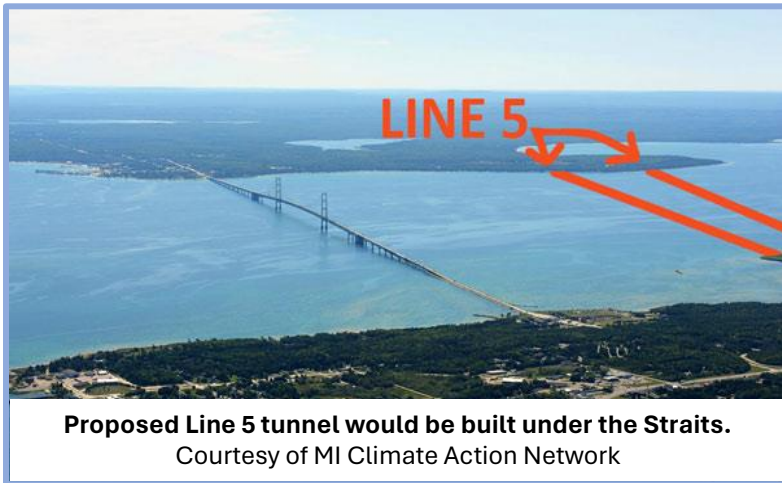 LINE 5
Proposed Line 5 tunnel would be built under the Straits.
Courtesy of MI Climate Action Network